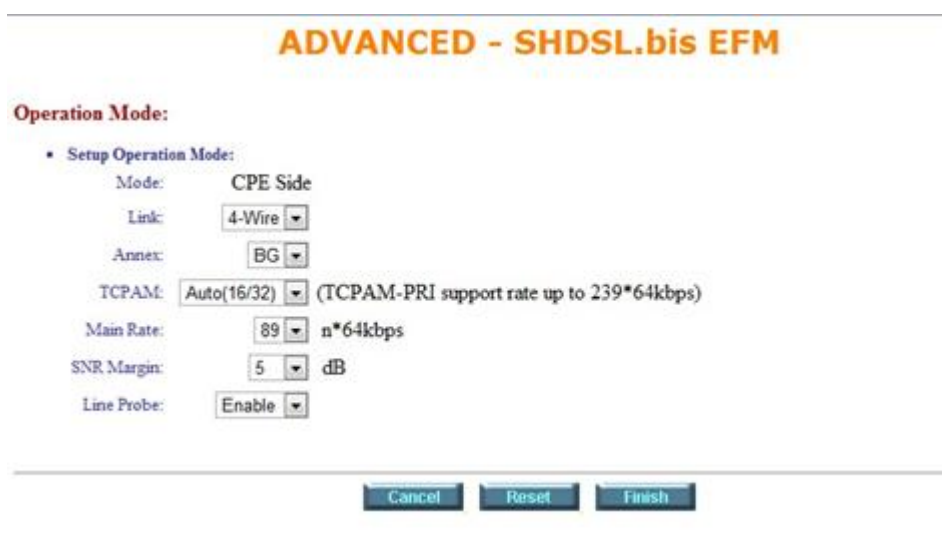 ADVANCED - SHDSL.bis EFM
Operation Mode:
• Setup Operation Mode:
Mode: CPE Side
Link: 4-Wire
Annex: BG
TCPAM: Auto(16/32) (TCPAM-PRI support rate up to 239*64kbps)
Main Rate: 89 n*64kbps
SNR Margin: 5 dB
Line Probe: Enable
Cancel Reset Finish